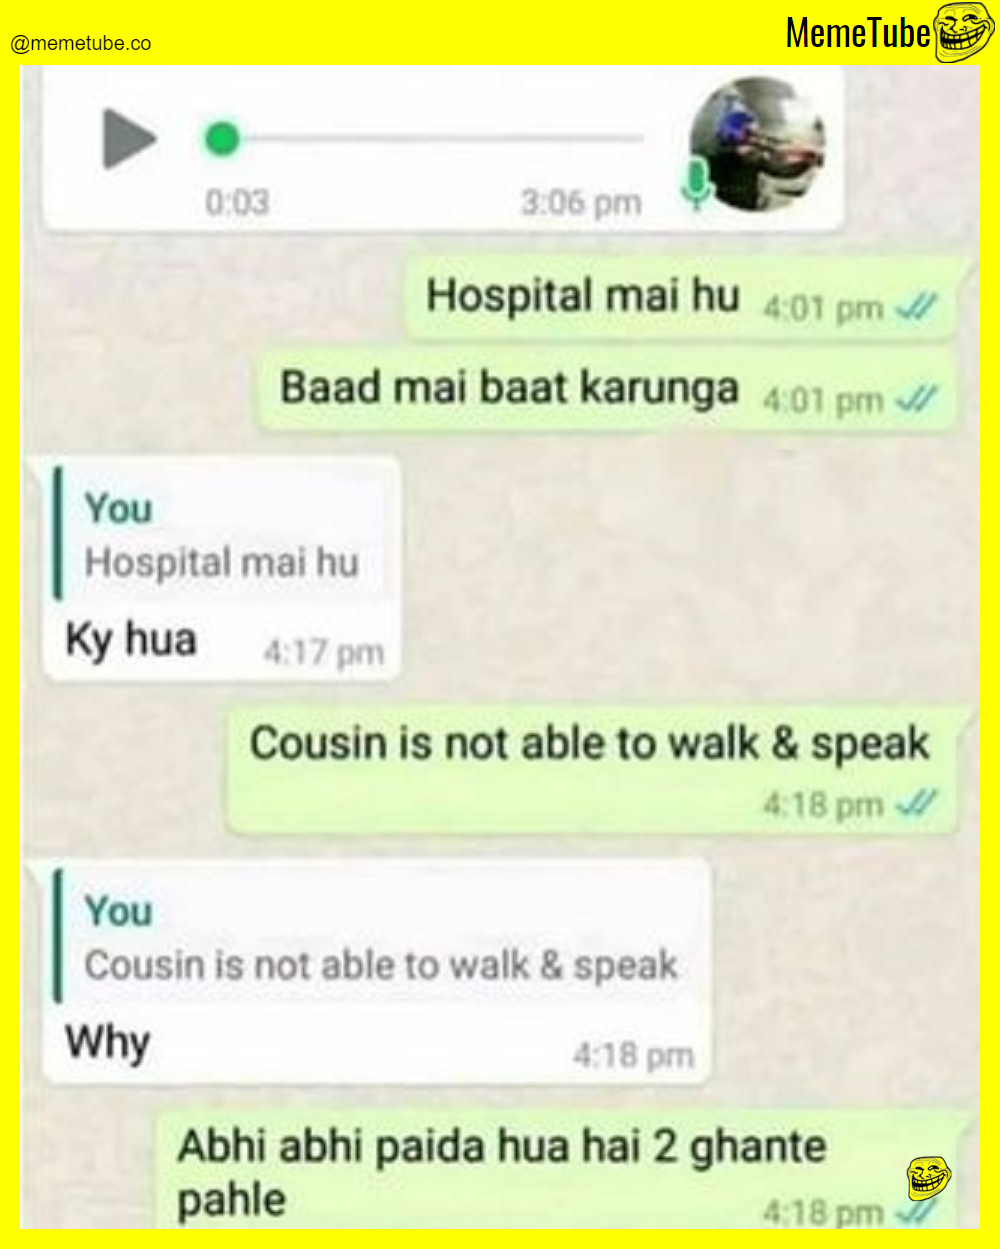 @memetube.co
MemeTube
0:03 3:06 pm
Hospital mai hu 4:01 pm
Baad mai baat karunga 4:01 pm
You
Hospital mai hu
Ky hua 4:17 pm
Cousin is not able to walk & speak
4:18 pm
You
Cousin is not able to walk & speak
Why 4:18 pm
Abhi abhi paida hua hai 2 ghante
pahle 4:18 pm